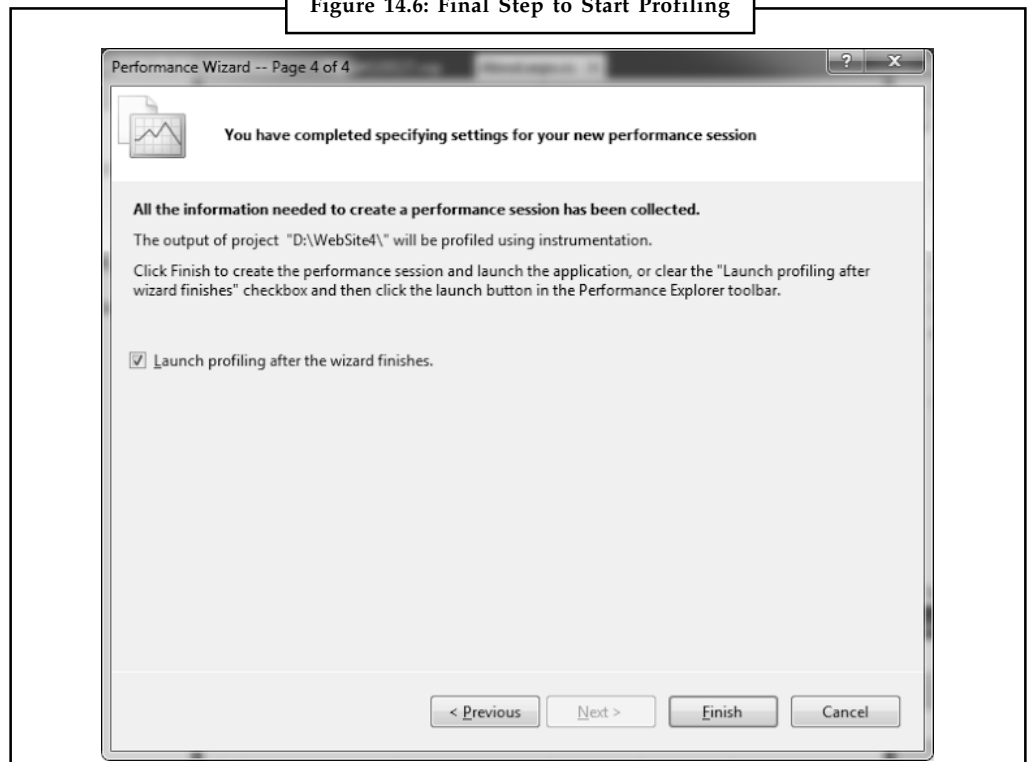 Figure 14.6: Final Step to Start Profiling
Performance Wizard -- Page 4 of 4
You have completed specifying settings for your new performance session
All the information needed to create a performance session has been collected.
The output of project "D:\WebSite4\" will be profiled using instrumentation.
Click Finish to create the performance session and launch the application, or clear the "Launch profiling after
wizard finishes" checkbox and then click the launch button in the Performance Explorer toolbar.
Launch profiling after the wizard finishes.
< Previous Next > Finish Cancel